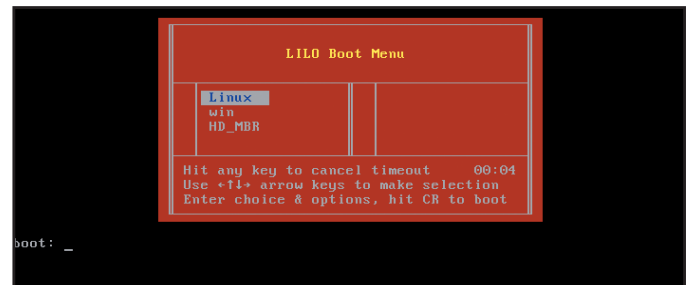 LILO Boot Menu
Linux
win
HD_MBR
Hit any key to cancel timeout 00:04
Use ←↑↓→ arrow keys to make selection
Enter choice & options, hit CR to boot
boot: _